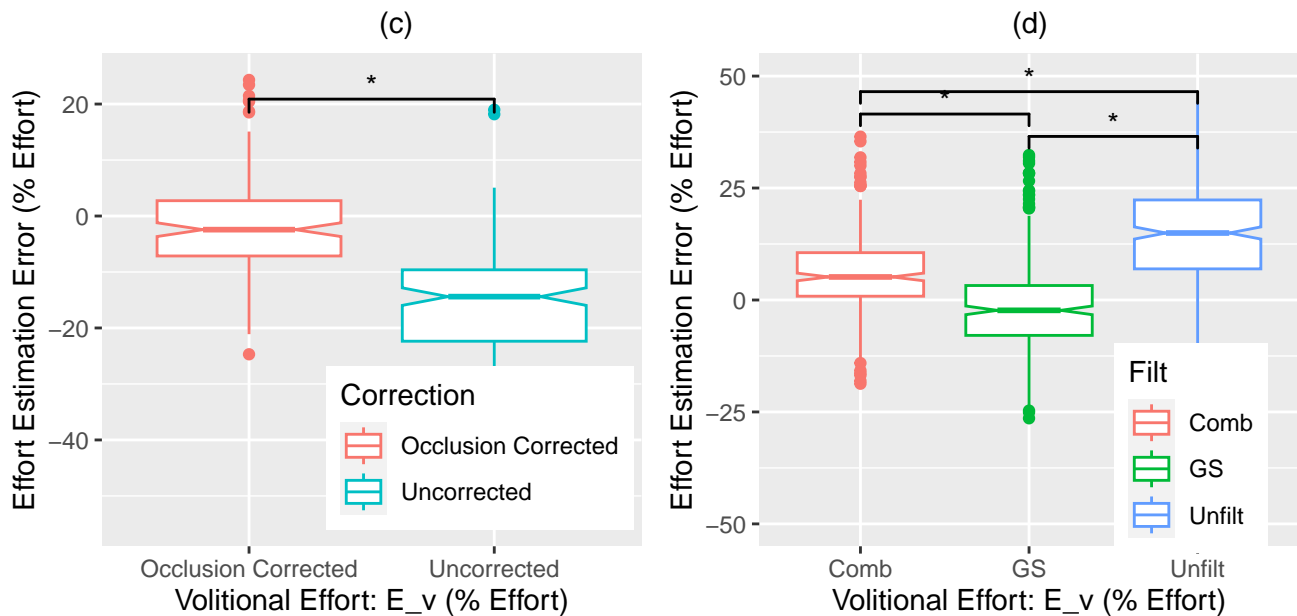 (c)
Effort Estimation Error (% Effort)
20
0
−20
−40
*
Correction
Occlusion Corrected
Uncorrected
Occlusion Corrected
Uncorrected
Volitional Effort: E_v (% Effort)
(d)
Effort Estimation Error (% Effort)
50
25
0
−25
−50
*
*
*
Filt
Comb
GS
Unfilt
Comb
GS
Unfilt
Volitional Effort: E_v (% Effort)